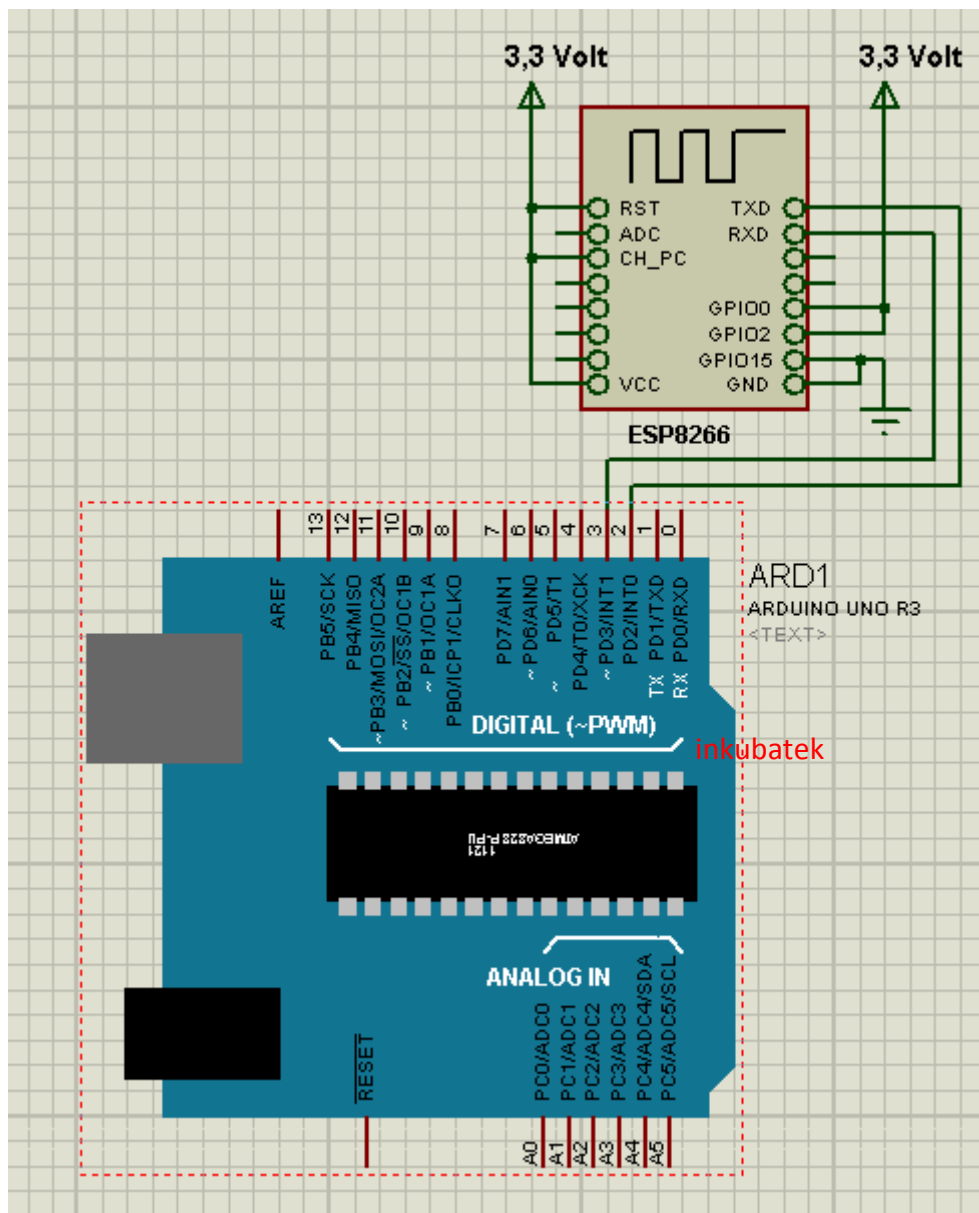 3,3 Volt
3,3 Volt
RST
TXD
ADC
RXD
CH_PC
GPIO0
GPIO2
GPIO15
VCC
GND
ESP8266
AREF
13
12
11
10
9
8
7
6
5
4
3
2
1
0
PB5/SCK
PB4/MISO
~PB3/MOSI/OC2A
~PB2/SS/OC1B
~PB1/OC1A
PB0/ICP1/CLKO
PD7/AIN1
~PD6/AIN0
~PD5/T1
PD4/T0/XCK
~PD3/INT1
PD2/INT0
TX PD1/TXD
RX PD0/RXD
ARD1
ARDUINO UNO R3
<TEXT>
DIGITAL (~PWM)
inkubatek
1121
ANALOG IN
RESET
PC0/ADC0
PC1/ADC1
PC2/ADC2
PC3/ADC3
PC4/ADC4/SDA
PC5/ADC5/SCL
A0
A1
A2
A3
A4
A5